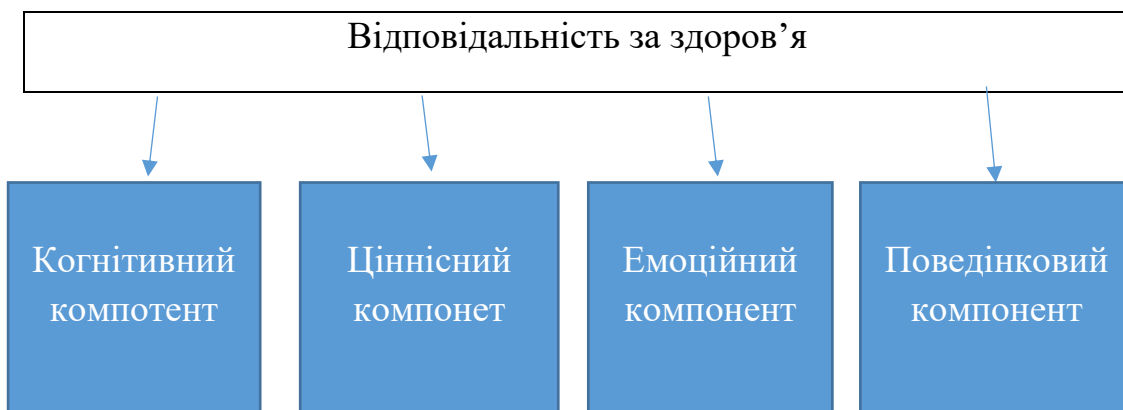 Відповідальність за здоров’я
Когнітивний
компотент
Ціннісний
компонет
Емоційний
компонент
Поведінковий
компонент